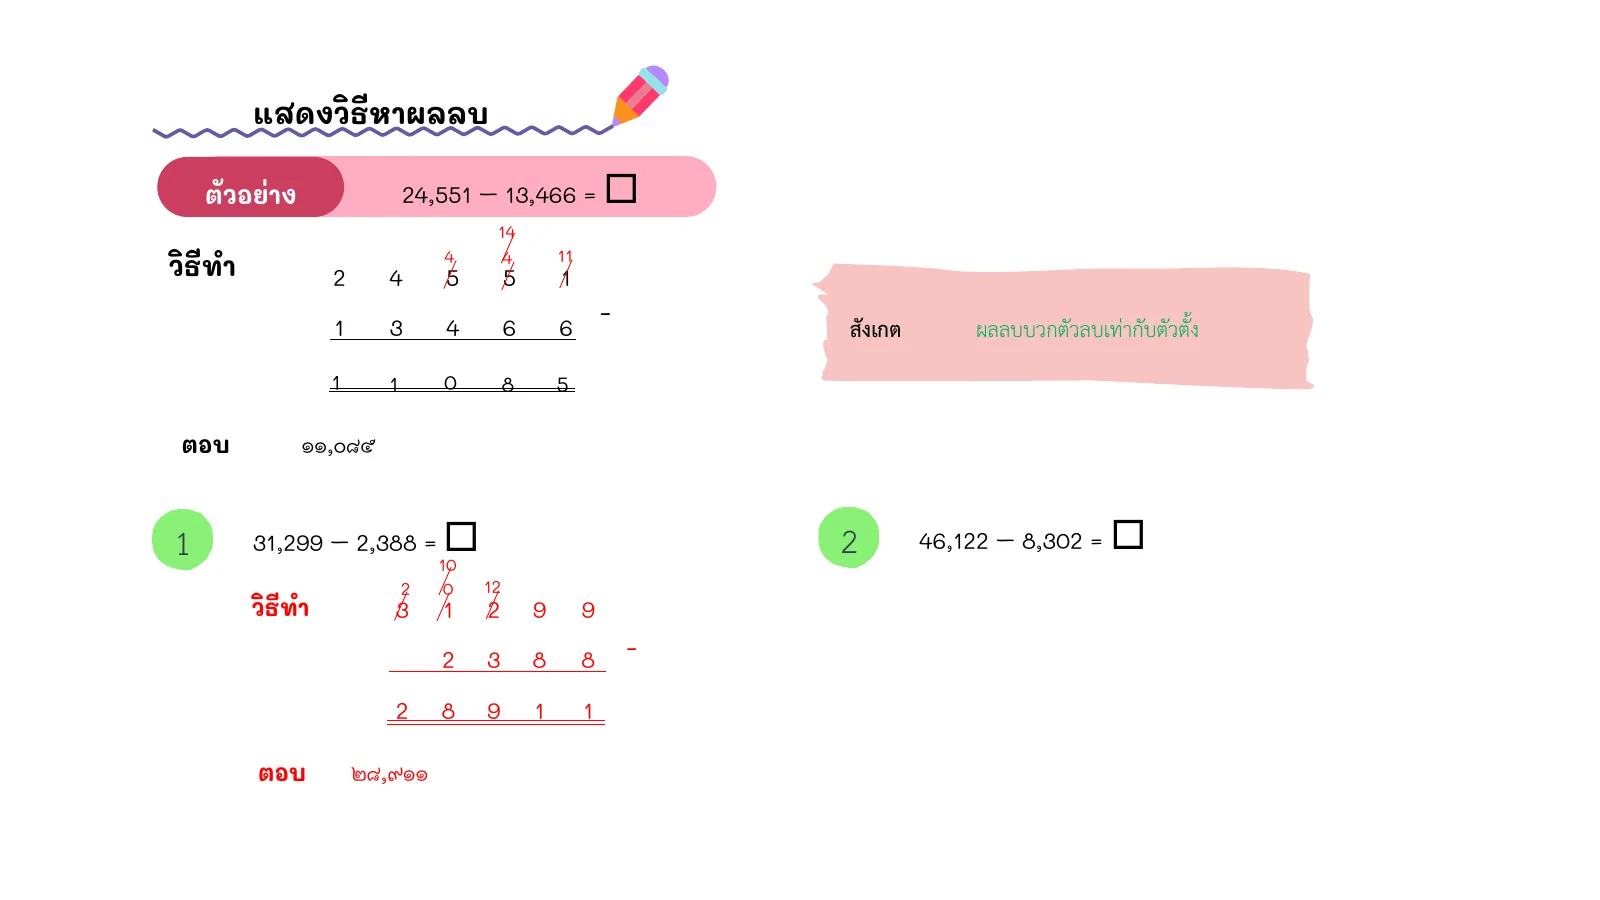 แสดงวิธีหาผลลบ
ตัวอย่าง 24,551 – 13,466 = □
14
4 4 11
วิธีทำ 2 4 5 5 1
-
1 3 4 6 6
1 1 0 8 5
ตอบ ๑๑,๐๘๕
สังเกต ผลลบบวกตัวลบเท่ากับตัวตั้ง
1 31,299 – 2,388 = □
10
2 0 12
วิธีทำ 3 1 2 9 9
-
2 3 8 8
2 8 9 1 1
ตอบ ๒๘,๙๑๑
2 46,122 – 8,302 = □